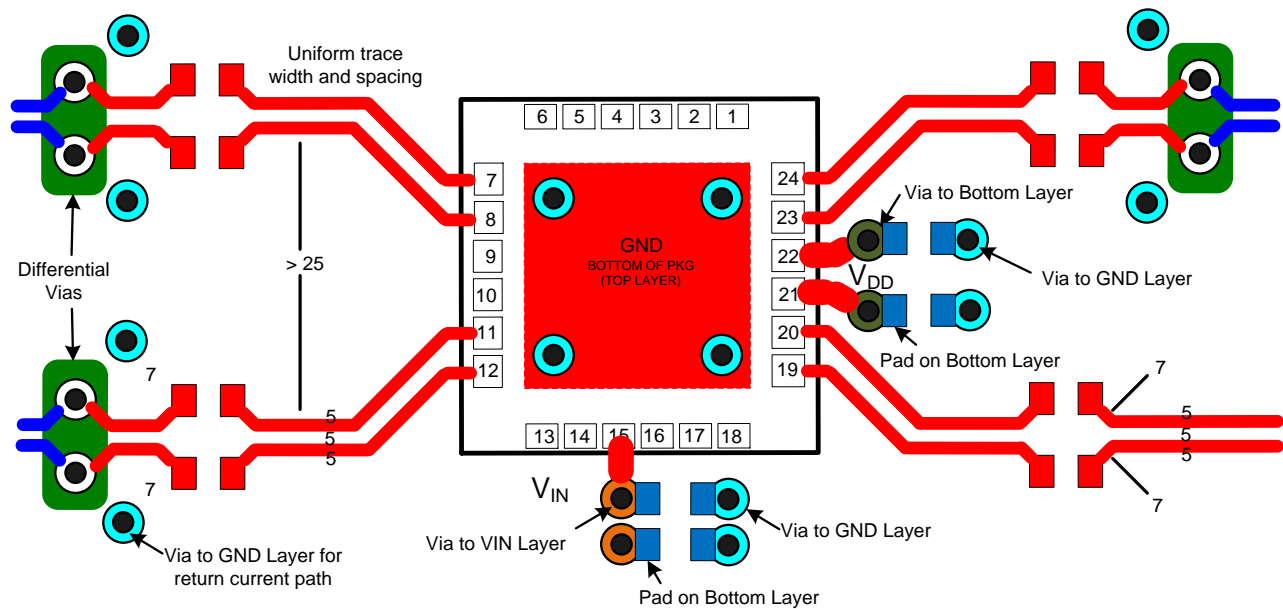 Uniform trace
width and spacing
6 5 4 3 2 1
7
8
9
10
11
12
24
23
22
21
20
19
GND
BOTTOM OF PKG
(TOP LAYER)
Via to Bottom Layer
VDD
Via to GND Layer
Pad on Bottom Layer
Differential
Vias
> 25
7
5
5
5
7
7
5
5
5
7
13 14 15 16 17 18
VIN
Via to VIN Layer
Via to GND Layer
Pad on Bottom Layer
Via to GND Layer for
return current path